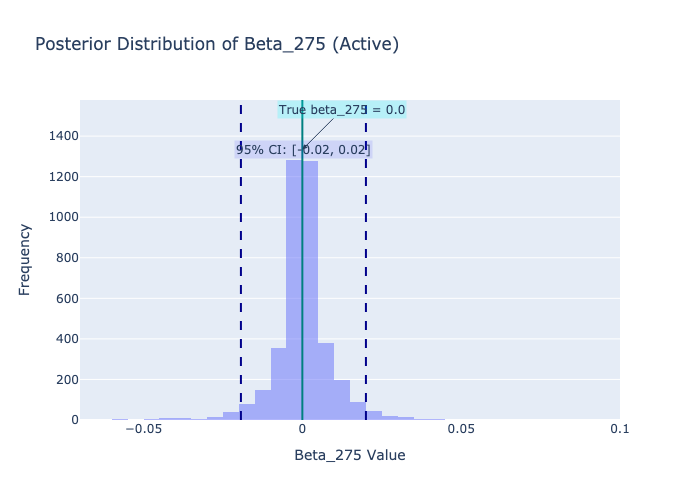 Posterior Distribution of Beta_275 (Active)
True beta_275 = 0.0
95% CI: [-0.02, 0.02]
1400
1200
1000
800
600
400
200
0
Frequency
−0.05
0
0.05
0.1
Beta_275 Value